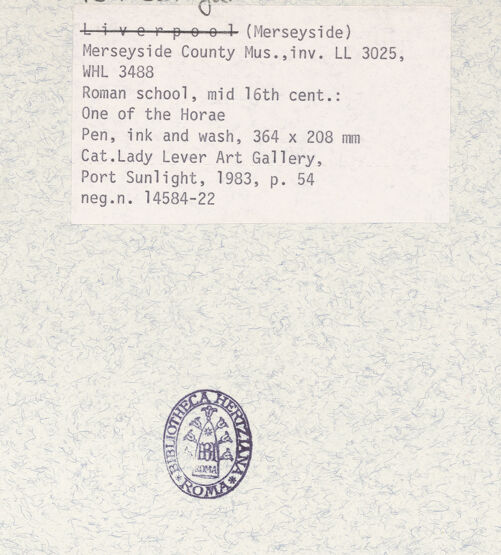 L i v e r p o o l (Merseyside)
Merseyside County Mus.,inv. LL 3025,
WHL 3488
Roman school, mid 16th cent.:
One of the Horae
Pen, ink and wash, 364 x 208 mm
Cat.Lady Lever Art Gallery,
Port Sunlight, 1983, p. 54
neg.n. 14584-22
BIBLIOTHECA HERTZIANA
ROMA
ROMA